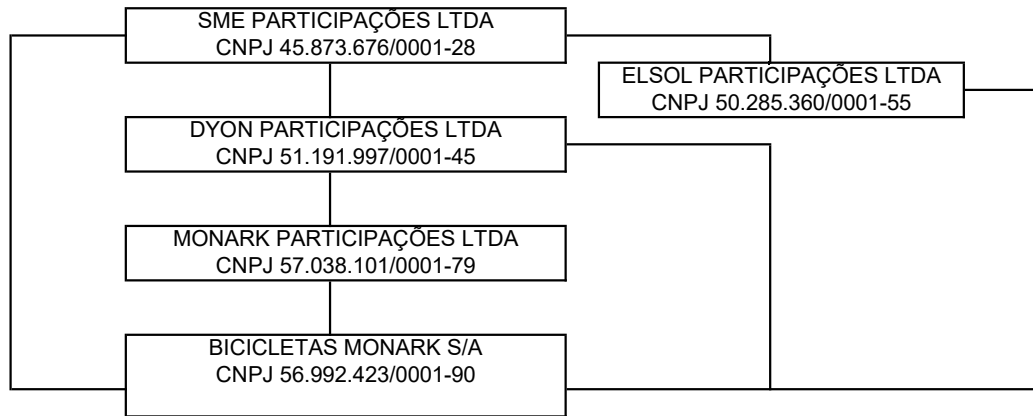 SME PARTICIPAÇÕES LTDA
CNPJ 45.873.676/0001-28
ELSOL PARTICIPAÇÕES LTDA
CNPJ 50.285.360/0001-55
DYON PARTICIPAÇÕES LTDA
CNPJ 51.191.997/0001-45
MONARK PARTICIPAÇÕES LTDA
CNPJ 57.038.101/0001-79
BICICLETAS MONARK S/A
CNPJ 56.992.423/0001-90